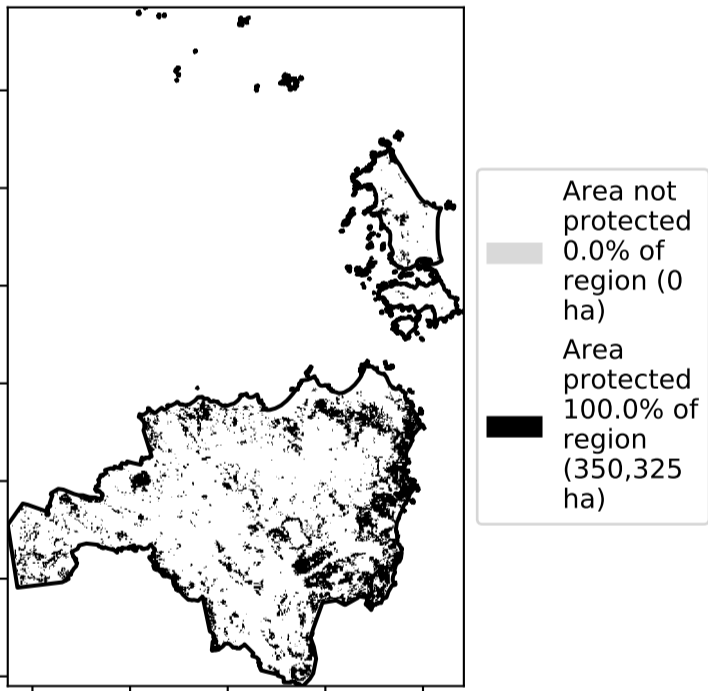 Area not
protected
0.0% of
region (0
ha)
Area
protected
100.0% of
region
(350,325
ha)